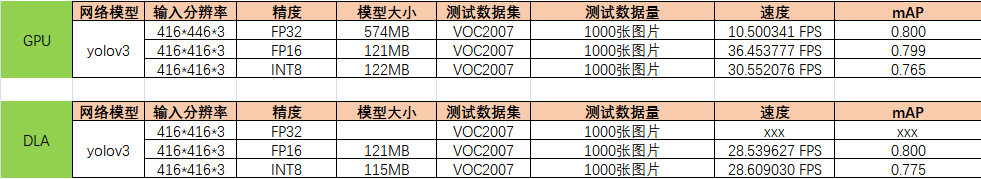 网络模型 输入分辨率 精度 模型大小 测试数据集 测试数据量 速度 mAP
GPU yolov3 416*446*3 FP32 574MB VOC2007 1000张图片 10.500341 FPS 0.800
416*416*3 FP16 121MB VOC2007 1000张图片 36.453777 FPS 0.799
416*416*3 INT8 122MB VOC2007 1000张图片 30.552076 FPS 0.765
网络模型 输入分辨率 精度 模型大小 测试数据集 测试数据量 速度 mAP
DLA yolov3 416*416*3 FP32 VOC2007 1000张图片 xxx xxx
416*416*3 FP16 121MB VOC2007 1000张图片 28.539627 FPS 0.800
416*416*3 INT8 115MB VOC2007 1000张图片 28.609030 FPS 0.775